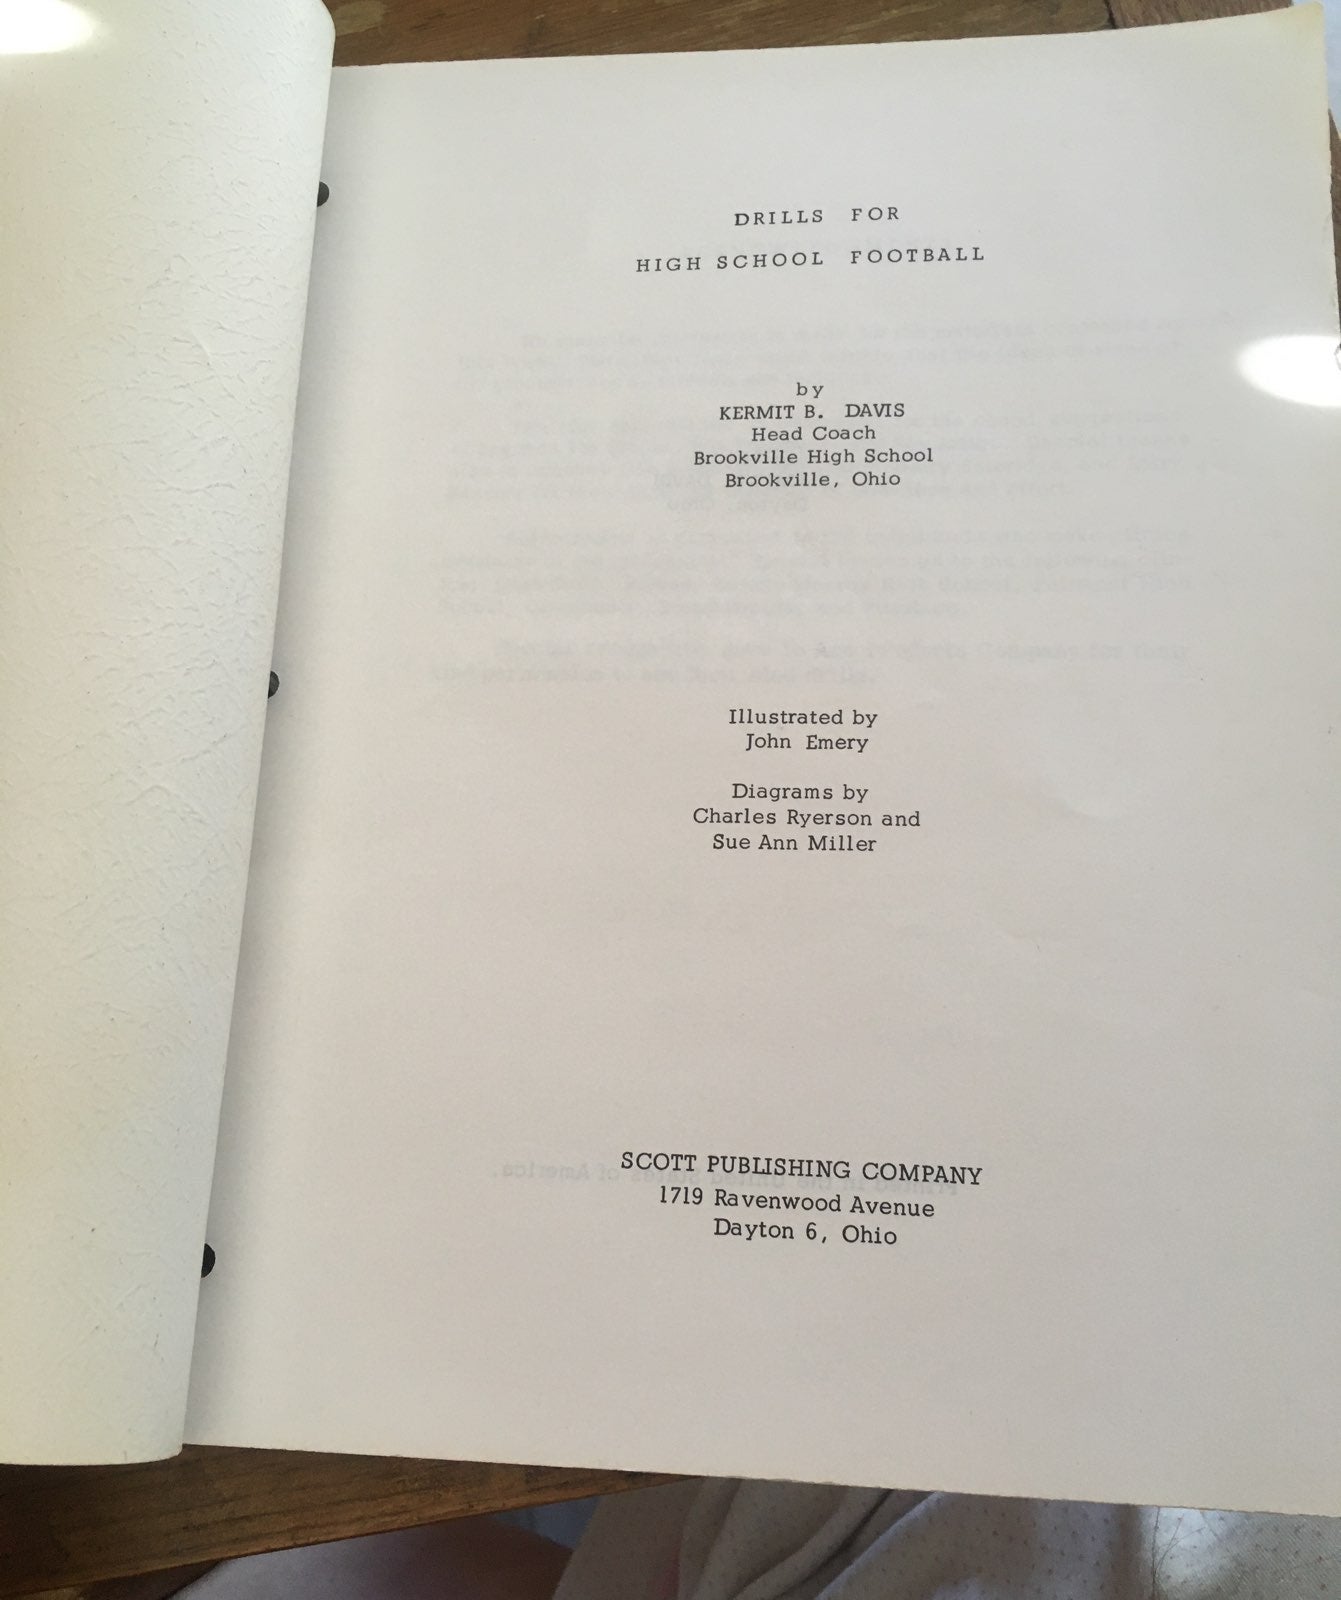 DRILLS FOR
HIGH SCHOOL FOOTBALL
by
KERMIT B. DAVIS
Head Coach
Brookville High School
Brookville, Ohio
Illustrated by
John Emery
Diagrams by
Charles Ryerson and
Sue Ann Miller
SCOTT PUBLISHING COMPANY
1719 Ravenwood Avenue
Dayton 6, Ohio